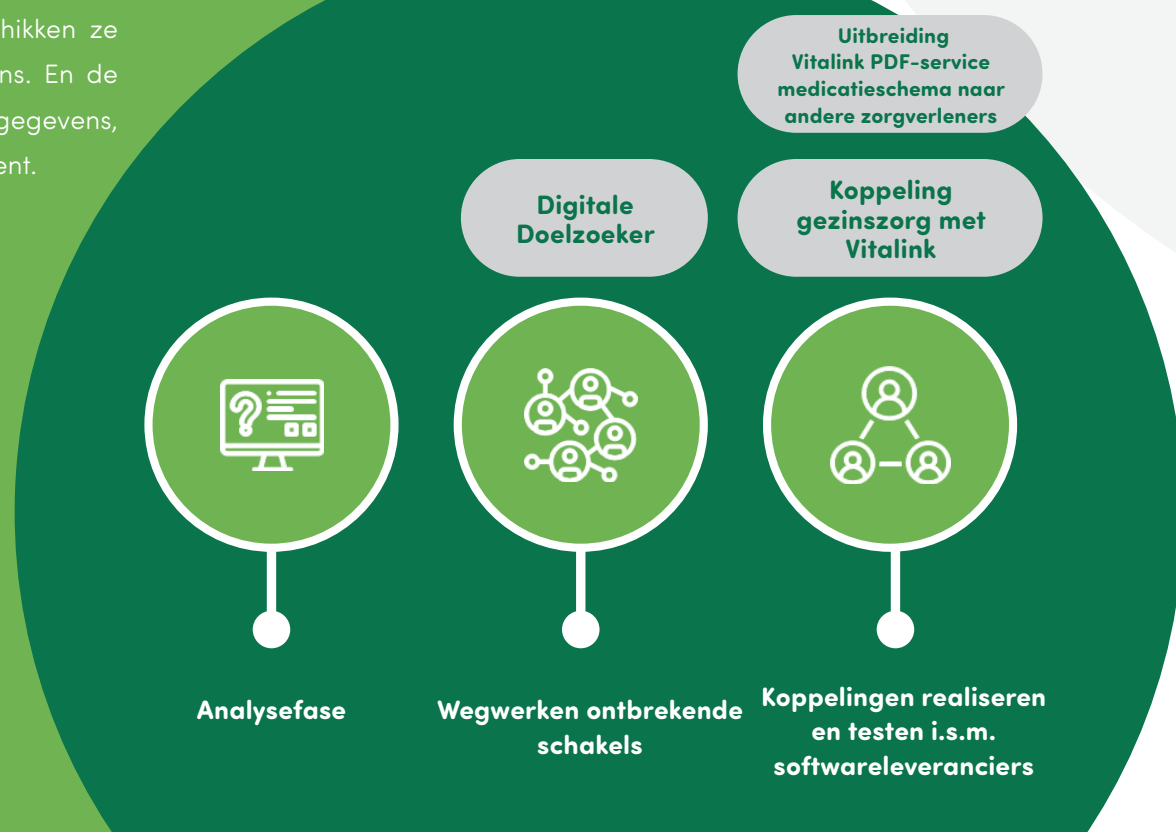 hikken ze
ns. En de
gegevens,
ent.
Uitbreiding
Vitalink PDF-service
medicatieschema naar
andere zorgverleners
Digitale
Doelzoeker
Koppeling
gezinszorg met
Vitalink
Analysefase
Wegwerken ontbrekende
schakels
Koppelingen realiseren
en testen i.s.m.
softwareleveranciers